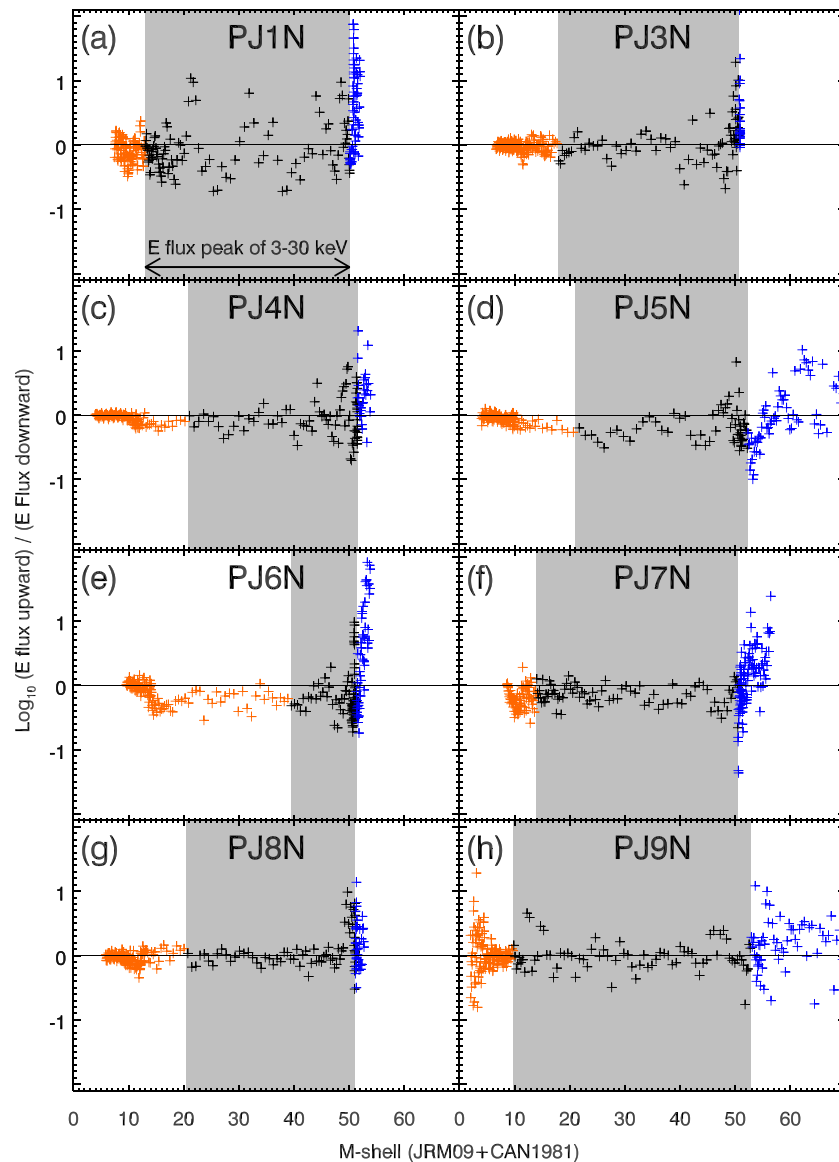 (a) PJ1N
(b) PJ3N
1
0
-1
E flux peak of 3-30 keV
(c) PJ4N
(d) PJ5N
1
0
-1
(e) PJ6N
(f) PJ7N
1
0
-1
(g) PJ8N
(h) PJ9N
1
0
-1
Log10 (E flux upward) / (E Flux downward)
0 10 20 30 40 50 60
0 10 20 30 40 50 60
M-shell (JRM09+CAN1981)